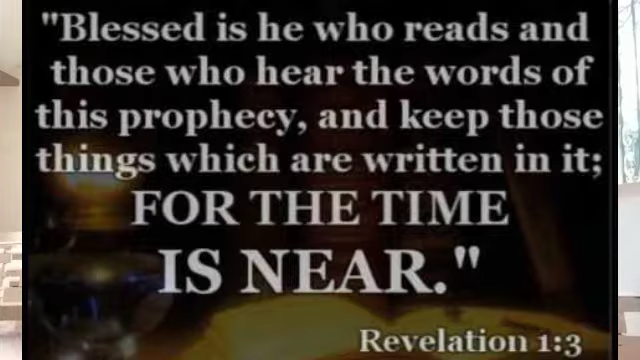 "Blessed is he who reads and
those who hear the words of
this prophecy, and keep those
things which are written in it;
FOR THE TIME
IS NEAR."
Revelation 1:3